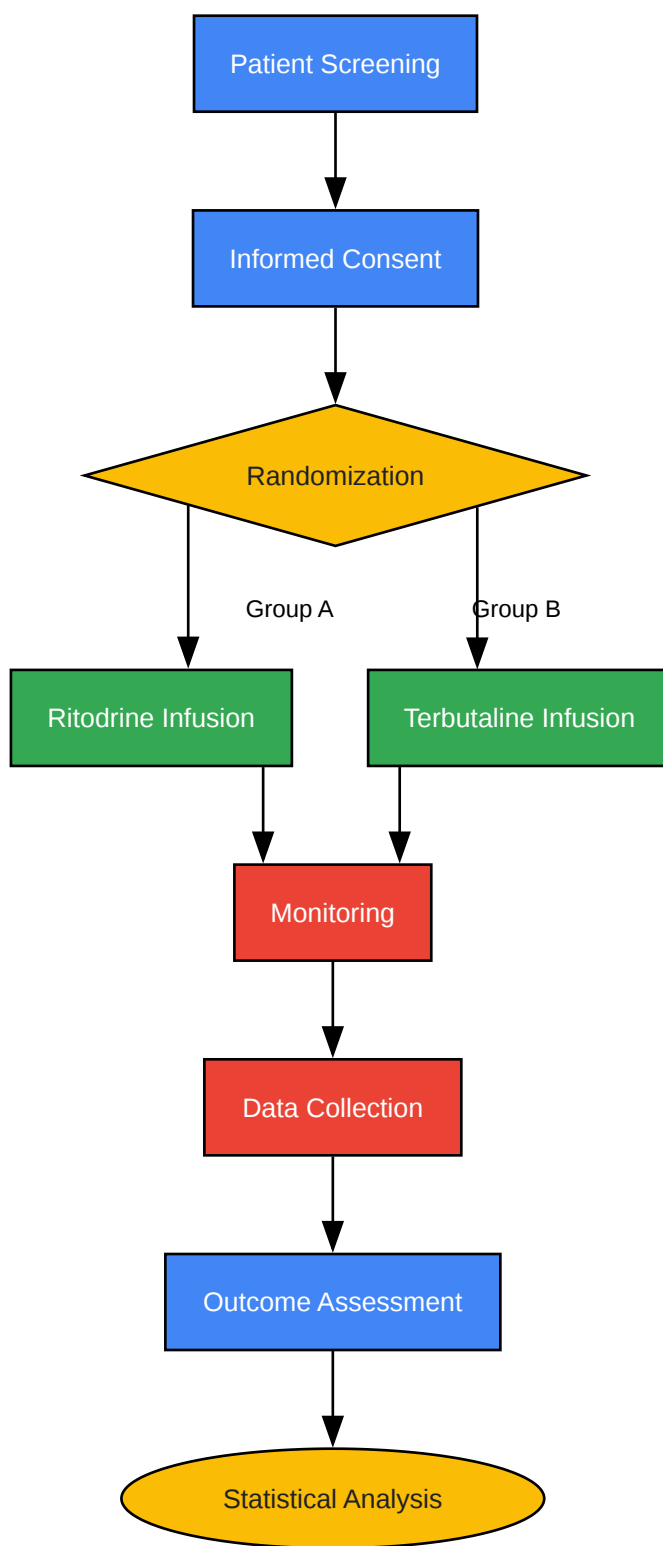 Patient Screening
Informed Consent
Randomization
Group A
Group B
Ritodrine Infusion
Terbutaline Infusion
Monitoring
Data Collection
Outcome Assessment
Statistical Analysis